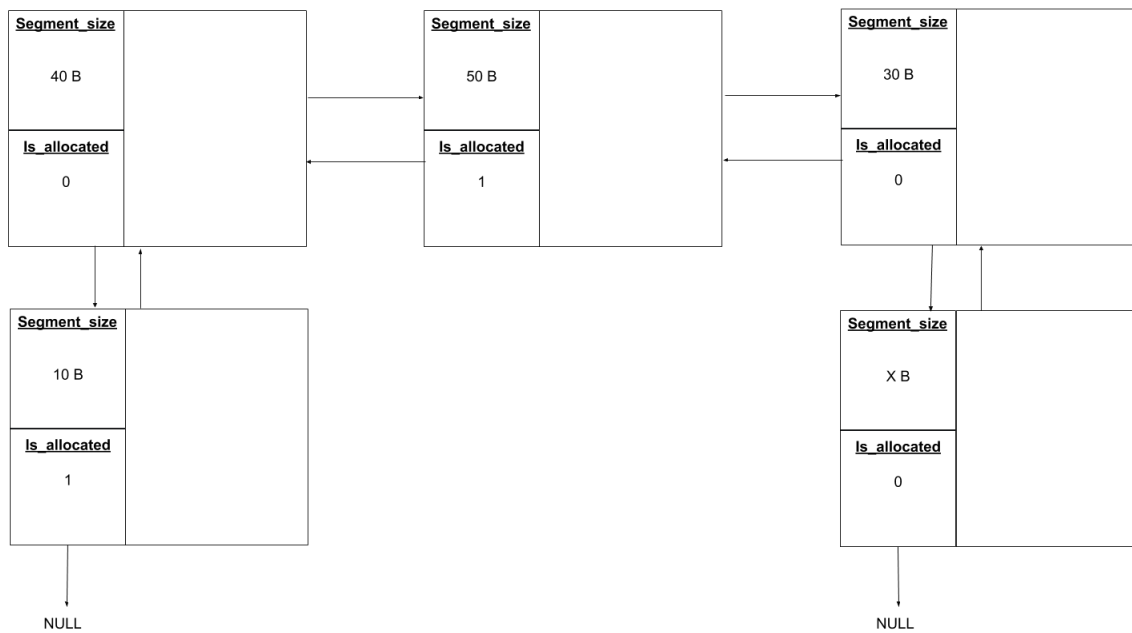 Segment_size
40 B
Is_allocated
0
Segment_size
50 B
Is_allocated
1
Segment_size
30 B
Is_allocated
0
Segment_size
10 B
Is_allocated
1
NULL
Segment_size
X B
Is_allocated
0
NULL